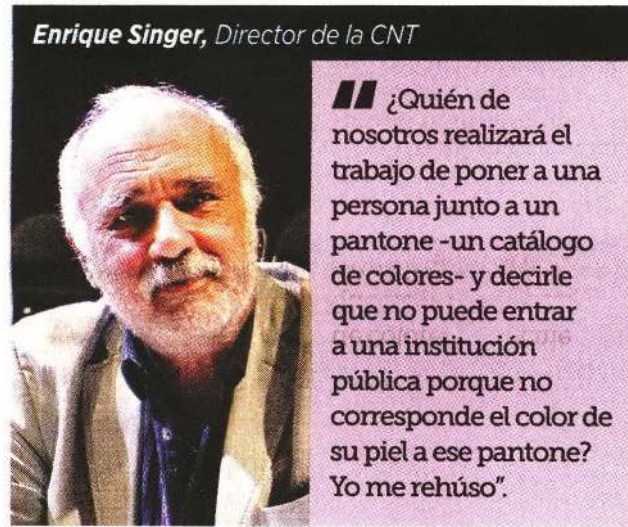 Enrique Singer, Director de la CNT
"¿Quién de
nosotros realizará el
trabajo de poner a una
persona junto a un
pantone -un catálogo
de colores- y decirle
que no puede entrar
a una institución
pública porque no
corresponde el color de
su piel a ese pantone?
Yo me rehúso".